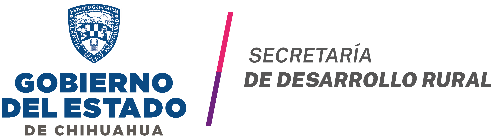 GOBIERNO
DEL ESTADO
DE CHIHUAHUA
SECRETARÍA
DE DESARROLLO RURAL